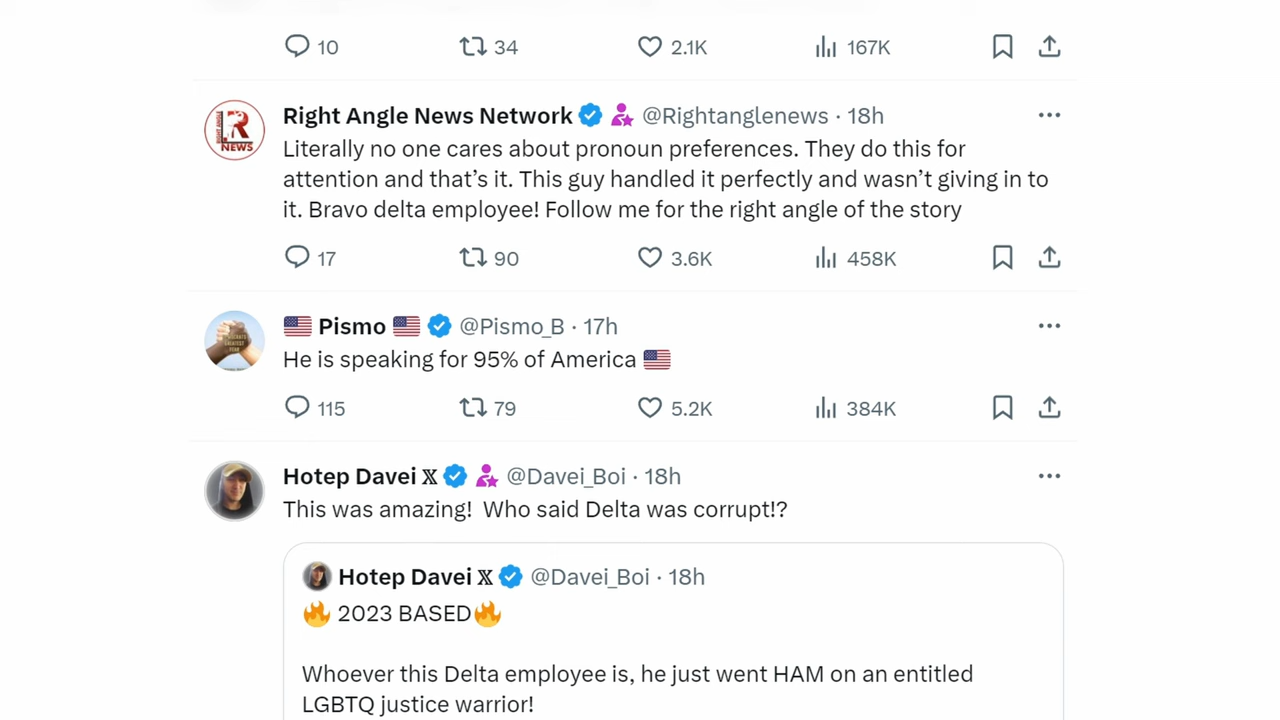 10 34 2.1K 167K
Right Angle News Network @Rightanglenews · 18h
Literally no one cares about pronoun preferences. They do this for
attention and that’s it. This guy handled it perfectly and wasn’t giving in to
it. Bravo delta employee! Follow me for the right angle of the story
17 90 3.6K 458K
Pismo @Pismo_B · 17h
He is speaking for 95% of America
115 79 5.2K 384K
Hotep Davei 𝕏 @Davei_Boi · 18h
This was amazing! Who said Delta was corrupt!?
Hotep Davei 𝕏 @Davei_Boi · 18h
🔥 2023 BASED🔥
Whoever this Delta employee is, he just went HAM on an entitled
LGBTQ justice warrior!